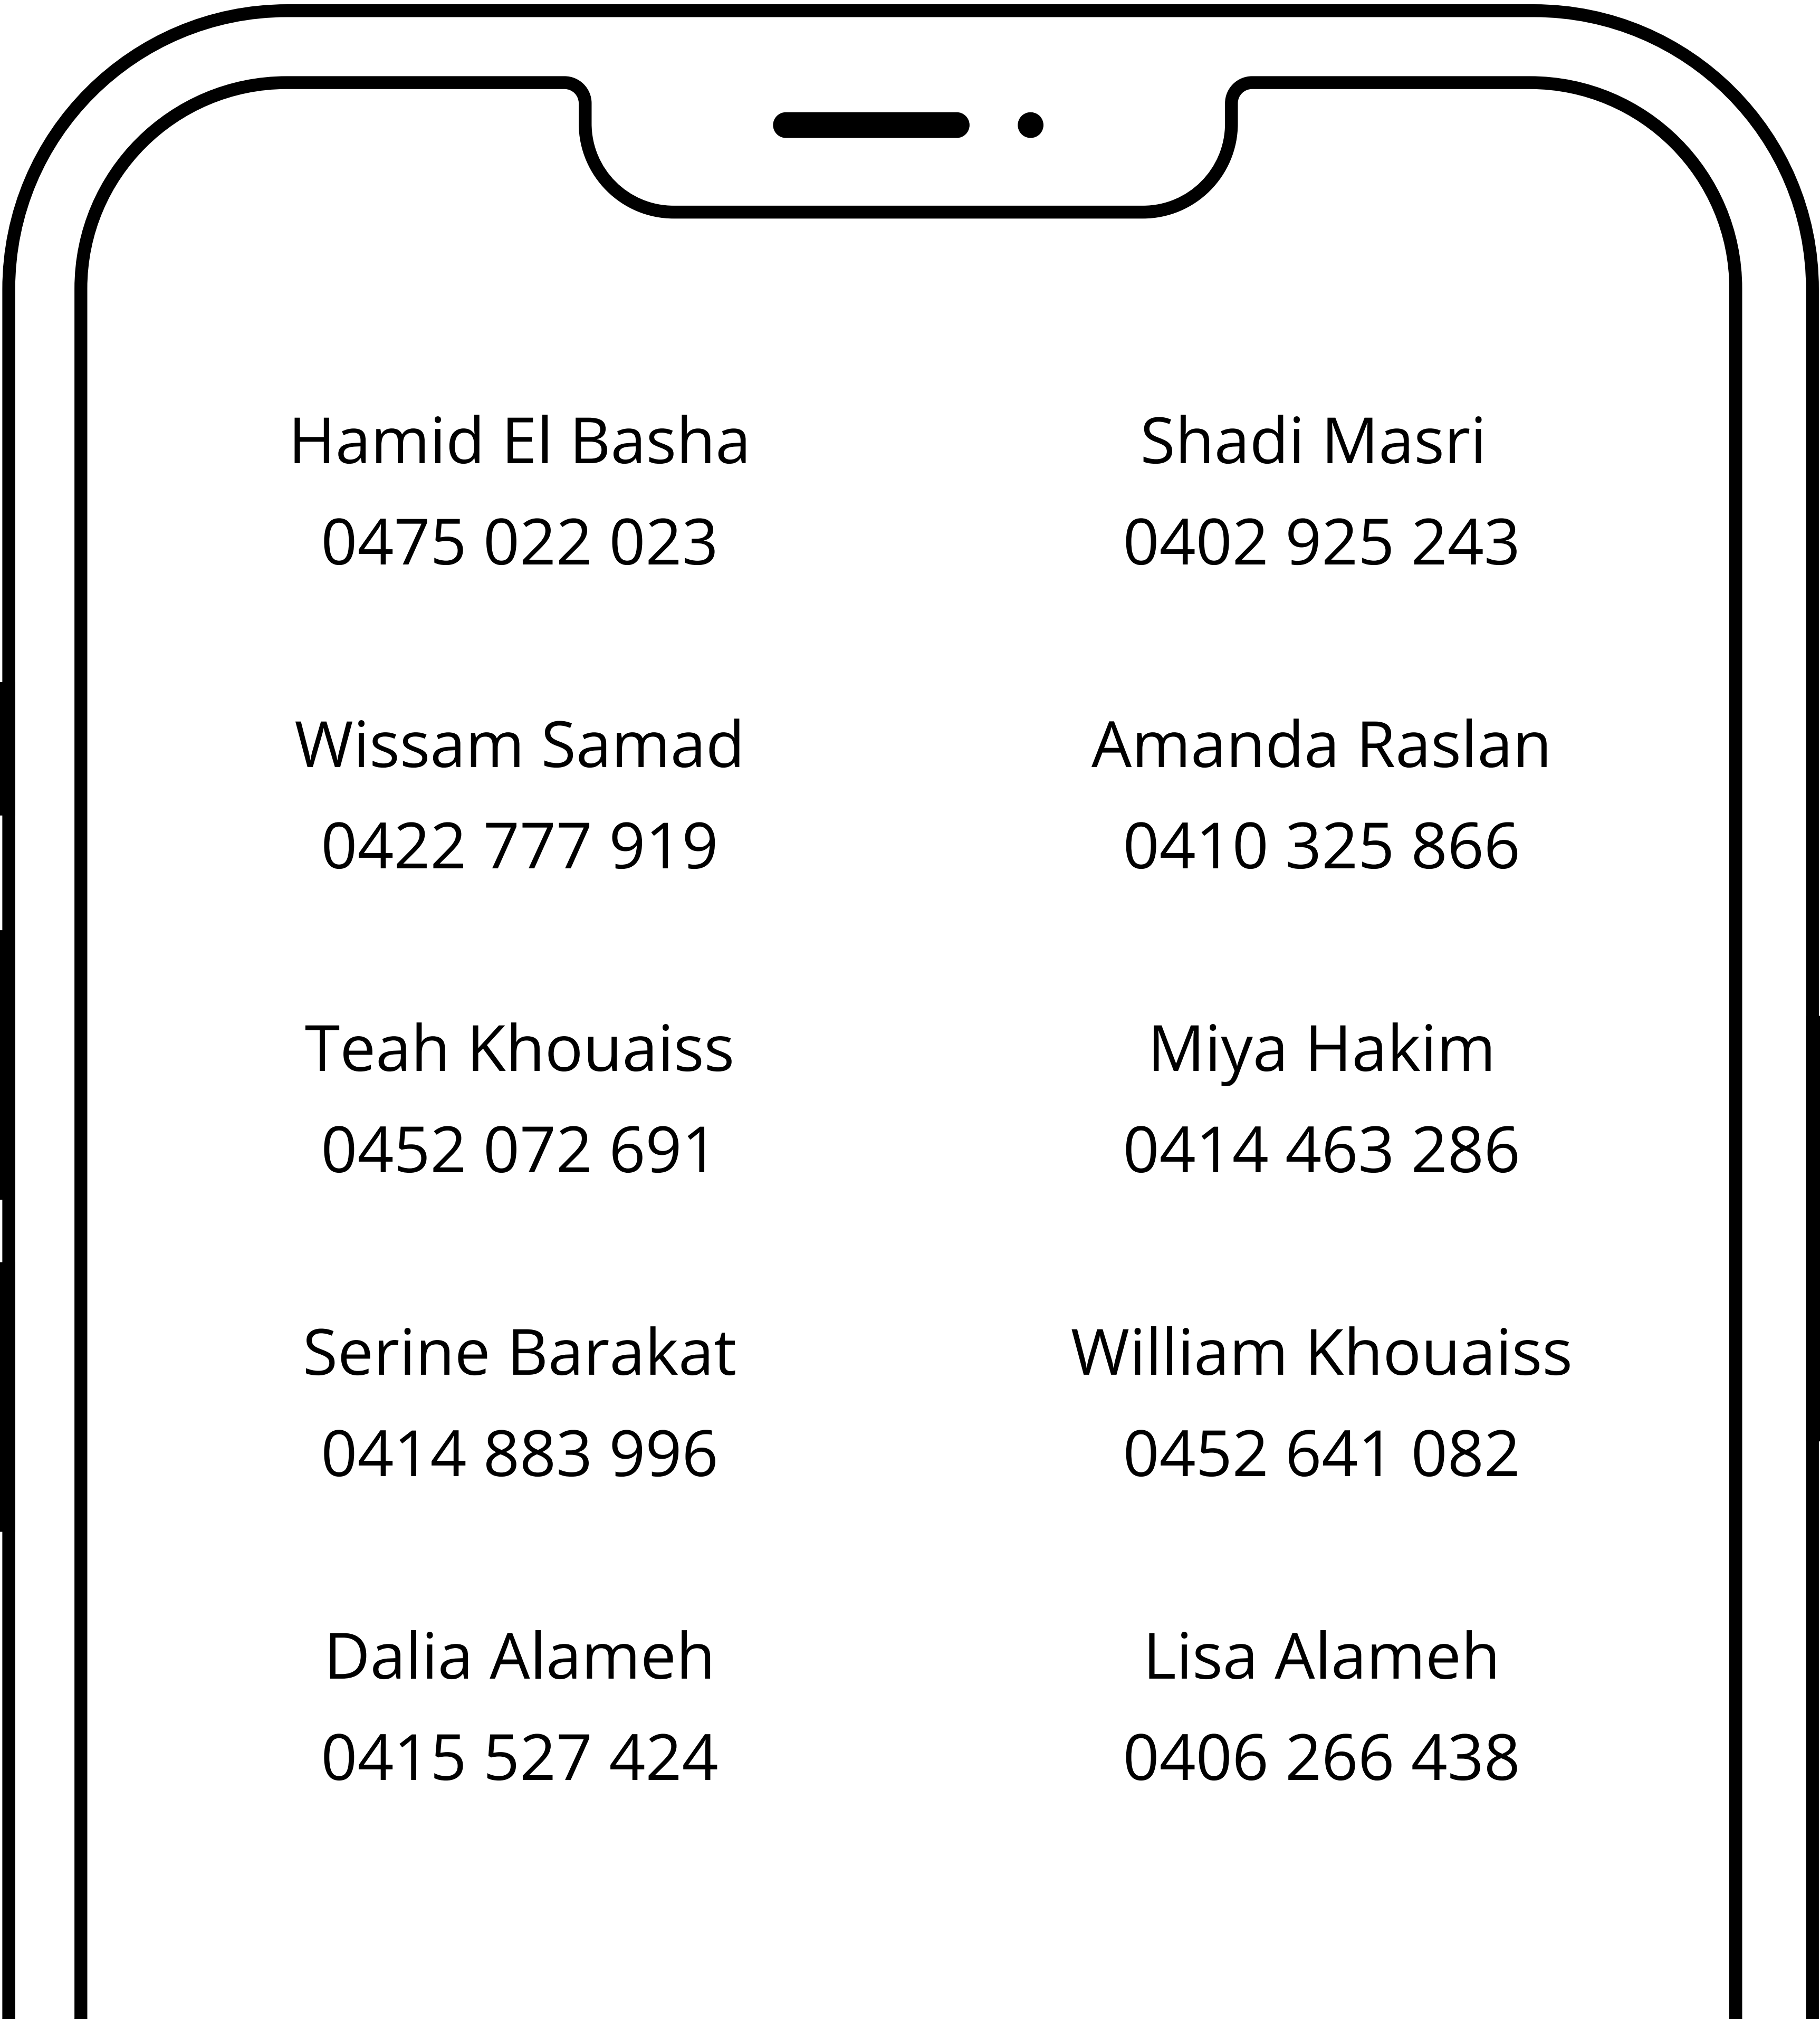 Hamid El Basha
0475 022 023
Shadi Masri
0402 925 243
Wissam Samad
0422 777 919
Amanda Raslan
0410 325 866
Teah Khouaiss
0452 072 691
Miya Hakim
0414 463 286
Serine Barakat
0414 883 996
William Khouaiss
0452 641 082
Dalia Alameh
0415 527 424
Lisa Alameh
0406 266 438